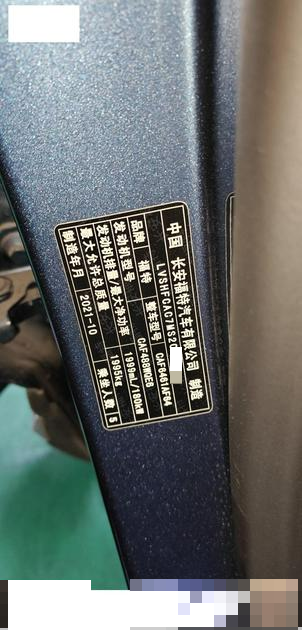 中国 长安福特汽车有限公司 制造
LVSHFCAC7MS20
品牌 福特 整车型号 CAF6461AF64
发动机型号 CAF488WQE6
发动机排量/最大净功率 1999mL/180kW
最大允许总质量 1995kg
制造年月 2021-10 乘坐人数 5